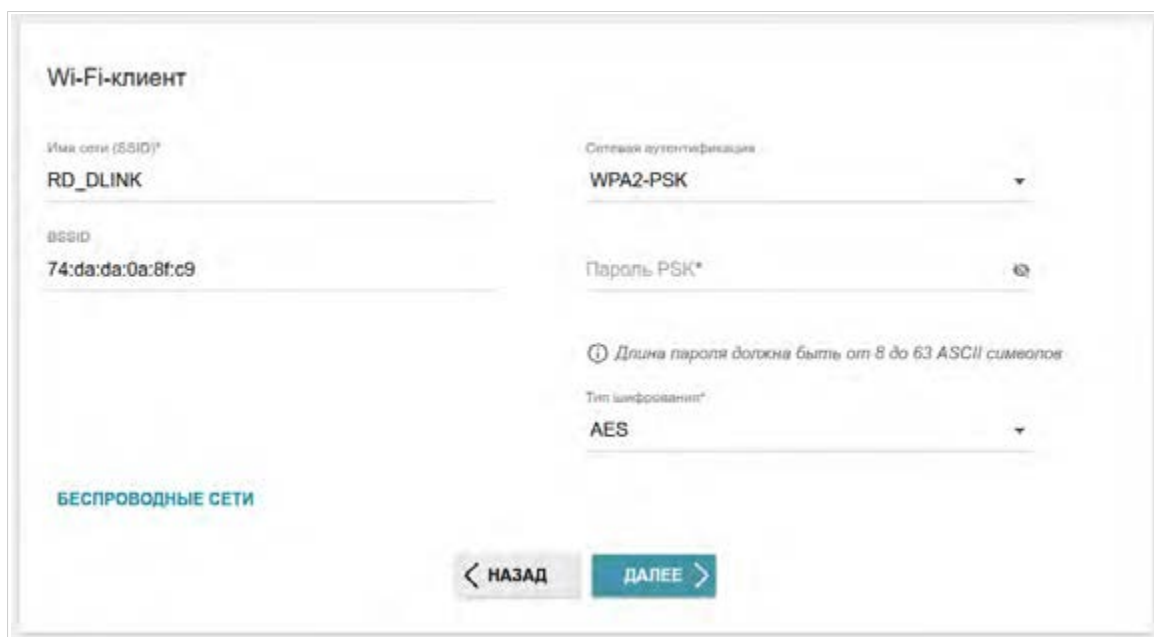 Wi-Fi-клиент
Имя сети (SSID)*
RD_DLINK
BSSID
74:da:da:0a:8f:c9
Сетевая аутентификация
WPA2-PSK
Пароль PSK*
Длина пароля должна быть от 8 до 63 ASCII символов
Тип шифрования*
AES
БЕСПРОВОДНЫЕ СЕТИ
НАЗАД
ДАЛЕЕ